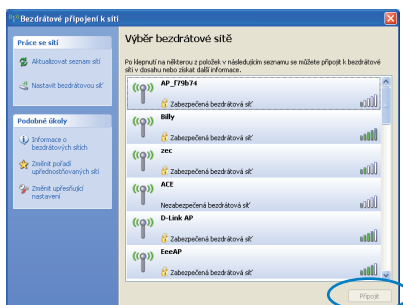 Bezdrátové připojení k síti
Práce se sítí
Aktualizovat seznam sítí
Nastavit bezdrátovou síť
Podobné úkoly
Informace o
bezdrátových sítích
Změnit pořadí
upřednostňovaných sítí
Změnit upřesňující
nastavení
Výběr bezdrátové sítě
Po klepnutí na některou z položek v následujícím seznamu se můžete připojit k bezdrátové
síti v dosahu nebo získat další informace.
AP_f79b74
Zabezpečená bezdrátová síť
Billy
Zabezpečená bezdrátová síť
zec
Zabezpečená bezdrátová síť
ACE
Nezabezpečená bezdrátová síť
D-Link AP
Zabezpečená bezdrátová síť
EeeAP
Zabezpečená bezdrátová síť
Připojit